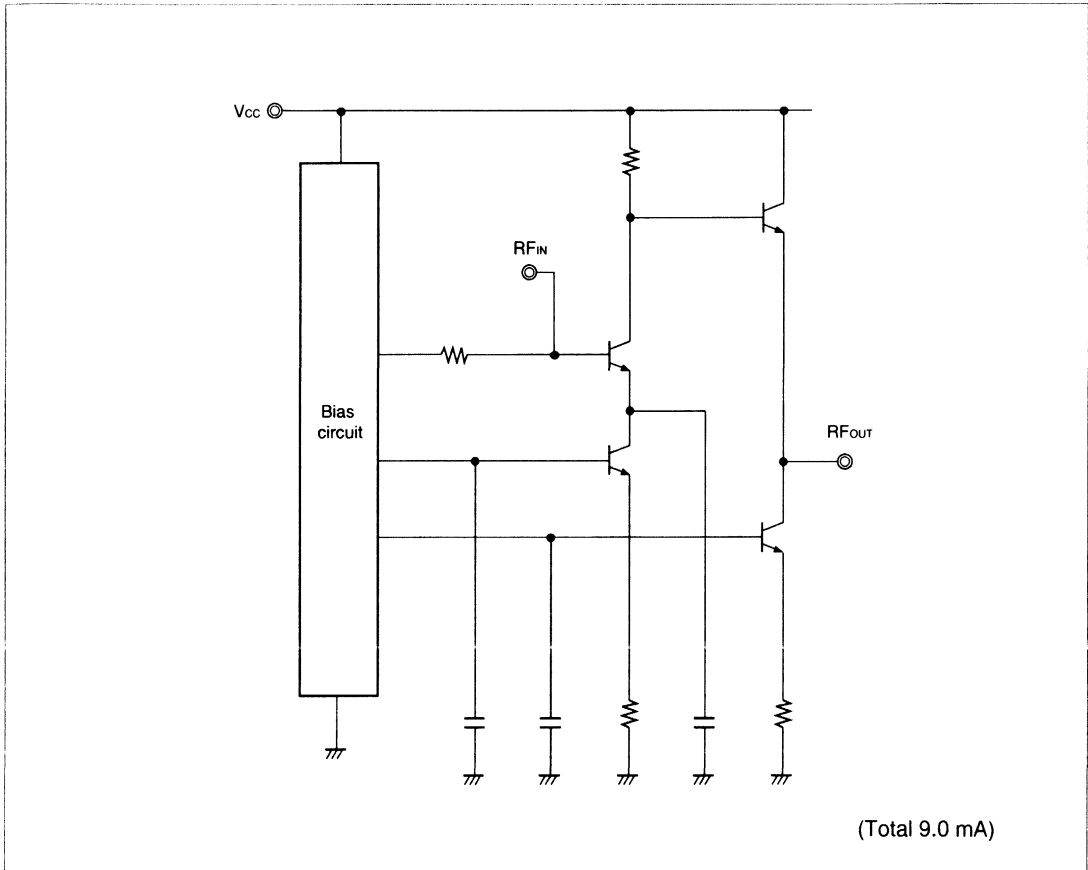 Vcc
RFIN
Bias
circuit
RFOUT
(Total 9.0 mA)